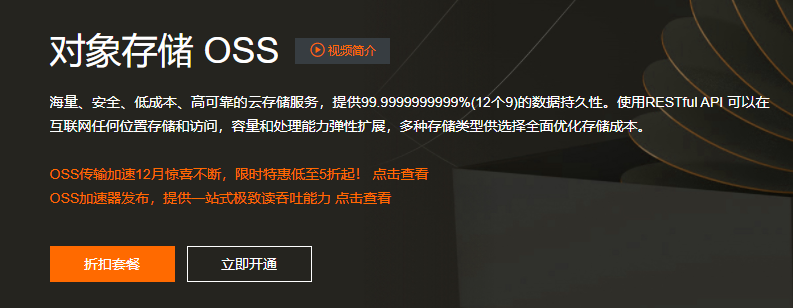 对象存储 OSS
视频简介
海量、安全、低成本、高可靠的云存储服务，提供99.9999999999%(12个9)的数据持久性。使用RESTful API 可以在
互联网任何位置存储和访问，容量和处理能力弹性扩展，多种存储类型供选择全面优化存储成本。
OSS传输加速12月惊喜不断，限时特惠低至5折起！ 点击查看
OSS加速器发布，提供一站式极致读吞吐能力 点击查看
折扣套餐
立即开通